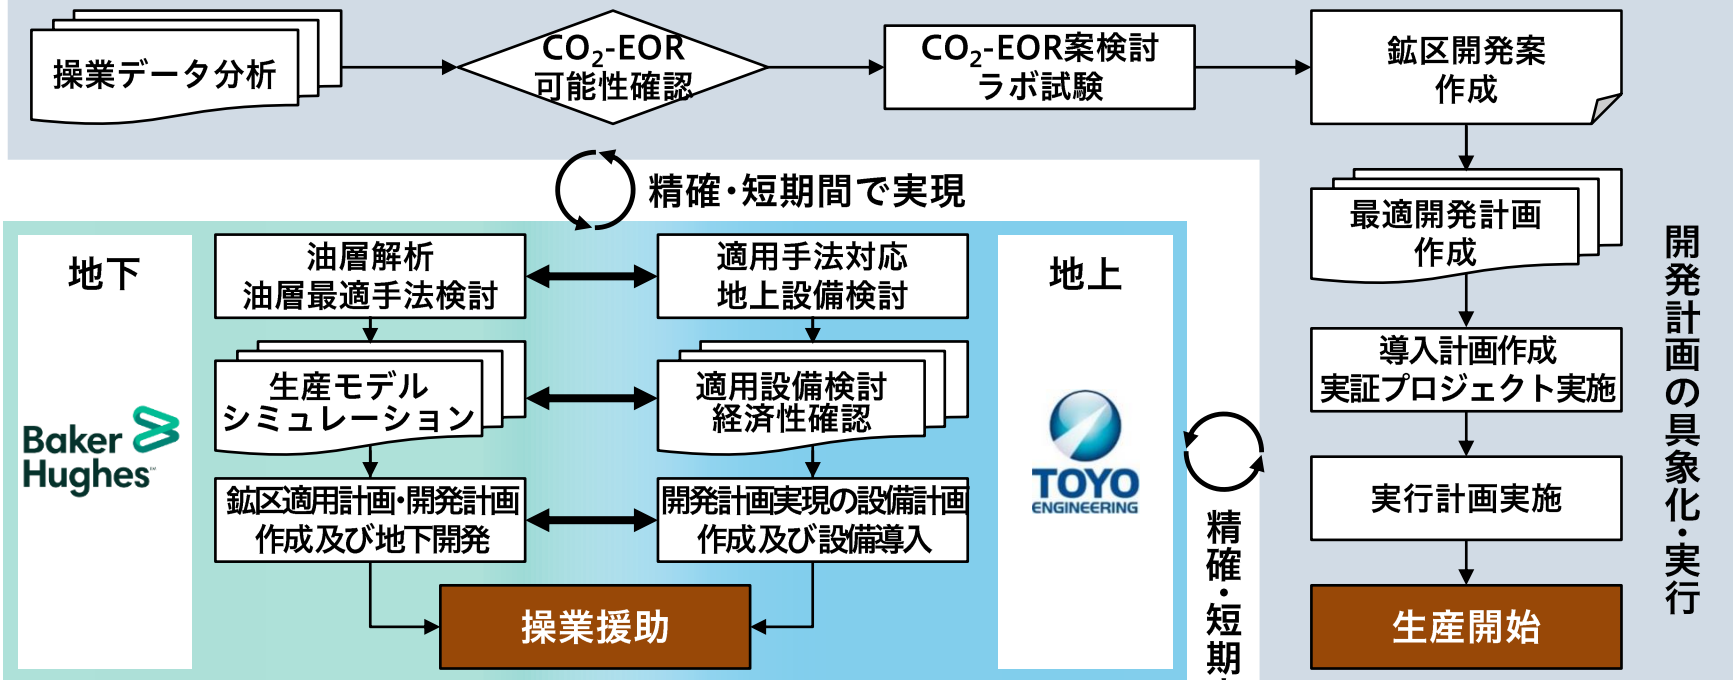 操業データ分析
CO₂-EOR
可能性確認
CO₂-EOR案検討
ラボ試験
鉱区開発案
作成
精確・短期間で実現
最適開発計画
作成
導入計画作成
実証プロジェクト実施
実行計画実施
生産開始
開発計画の具象化・実行
地下
Baker
Hughes
油層解析
油層最適手法検討
生産モデル
シミュレーション
鉱区適用計画・開発計画
作成及び地下開発
適用手法対応
地上設備検討
適用設備検討
経済性確認
開発計画実現の設備計画
作成及び設備導入
操業援助
地上
TOYO
ENGINEERING
精確・短期